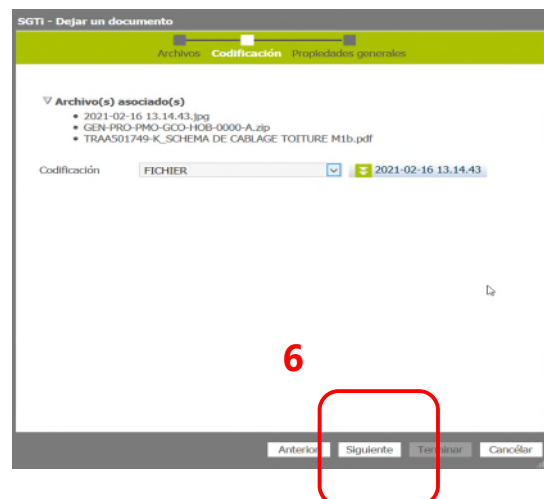 SGTi - Dejar un documento
Archivos Codificación Propiedades generales
Archivo(s) asociado(s)
• 2021-02-16 13.14.43.jpg
• GEN-PRO-PMO-GCO-HOB-0000-A.zip
• TRAA501749-K_SCHEMA DE CABLAGE TOITURE M1b.pdf
Codificación FICHIER 2021-02-16 13.14.43
6
Anterior Siguiente Terminar Cancélar